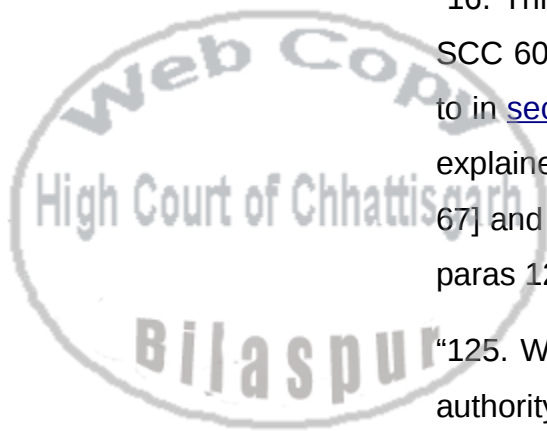 "16. Thi
SCC 60
to in sec
explaine
67] and
paras 12
"125. W
authority
Web Copy
High Court of Chhattisgarh
Bilaspur